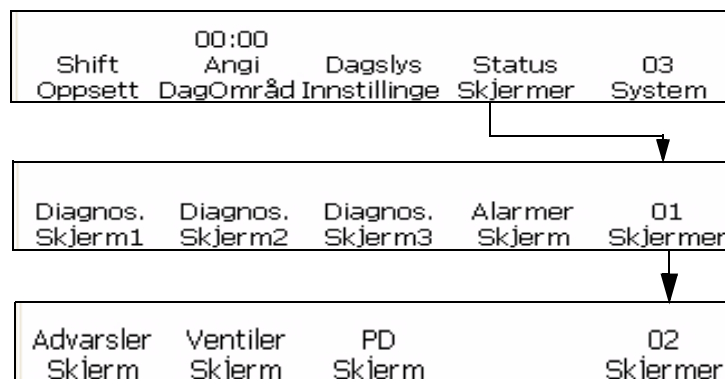 00:00
Shift Angi Dagslys Status 03
Oppsett DagOmråd Innstillinge Skjermer System
Diagnos. Diagnos. Diagnos. Alarmer 01
Skjerm1 Skjerm2 Skjerm3 Skjerm Skjermer
Advarsler Ventiler PD 02
Skjerm Skjerm Skjerm Skjermer